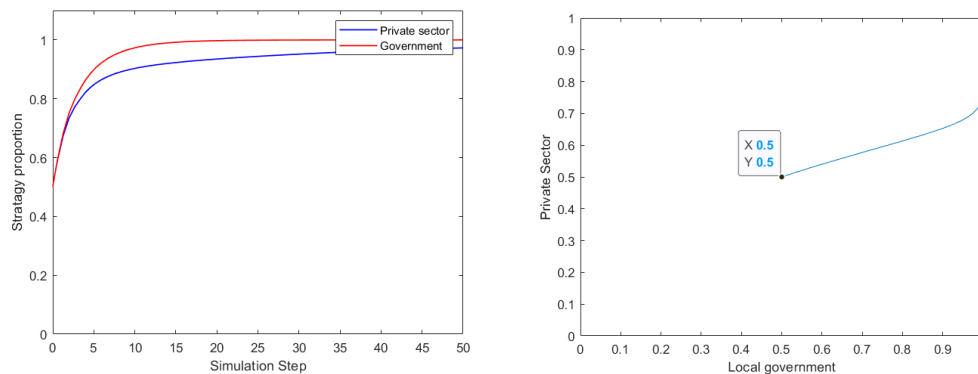 1
0.8
0.6
0.4
0.2
0
Stratagy proportion
0 5 10 15 20 25 30 35 40 45 50
Simulation Step
Private sector
Government
1
0.9
0.8
0.7
0.6
0.5
0.4
0.3
0.2
0.1
0
Private Sector
X 0.5
Y 0.5
0 0.1 0.2 0.3 0.4 0.5 0.6 0.7 0.8 0.9
Local government